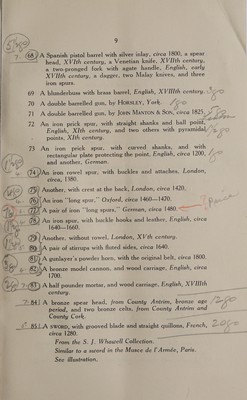 9
68 A Spanish pistol barrel with silver inlay, circa 1800, a spear
head, XVIth century, a Venetian knife, XVIIth century,
a two-pronged fork with agate handle, English, early
XVIIth century, a dagger, two Malay knives, and three
iron spurs.
69 A blunderbuss with brass barrel, English, XVIIIth century.
70 A double barrelled gun, by HORSLEY, York.
71 A double barrelled gun, by JOHN MANTON & SON, circa 1825.
72 An iron prick spur, with straight shanks and ball point,
English, XIth century, and two others with pyramidal
points, XIth century.
73 An iron prick spur, with curved shanks, and with
rectangular plate protecting the point, English, circa 1200,
and another, German.
74 An iron rowel spur, with buckles and attaches, London,
circa, 1380.
75 Another, with crest at the back, London, circa 1420.
76 An iron "long spur," Oxford, circa 1460—1470.
77 A pair of iron "long spurs," German, circa 1480.
78 An iron spur, with buckle hooks and leather, English, circa
1640—1660.
79 Another, without rowel, London, XVth century.
80 A pair of stirrups with fluted sides, circa 1640.
81 A gunlayer's powder horn, with the original belt, circa 1800.
82 A bronze model cannon, and wood carriage, English, circa
1700.
83 A half pounder mortar, and wood carriage, English, XVIIIth
century.
84 A bronze spear head, from County Antrim, bronze age
period, and two bronze celts, from County Antrim and
County Cork.
85 A SWORD, with grooved blade and straight quillons, French,
circa 1280.
From the S. J. Whawell Collection.
Similar to a sword in the Musee de l'Armée, Paris.
See illustration.